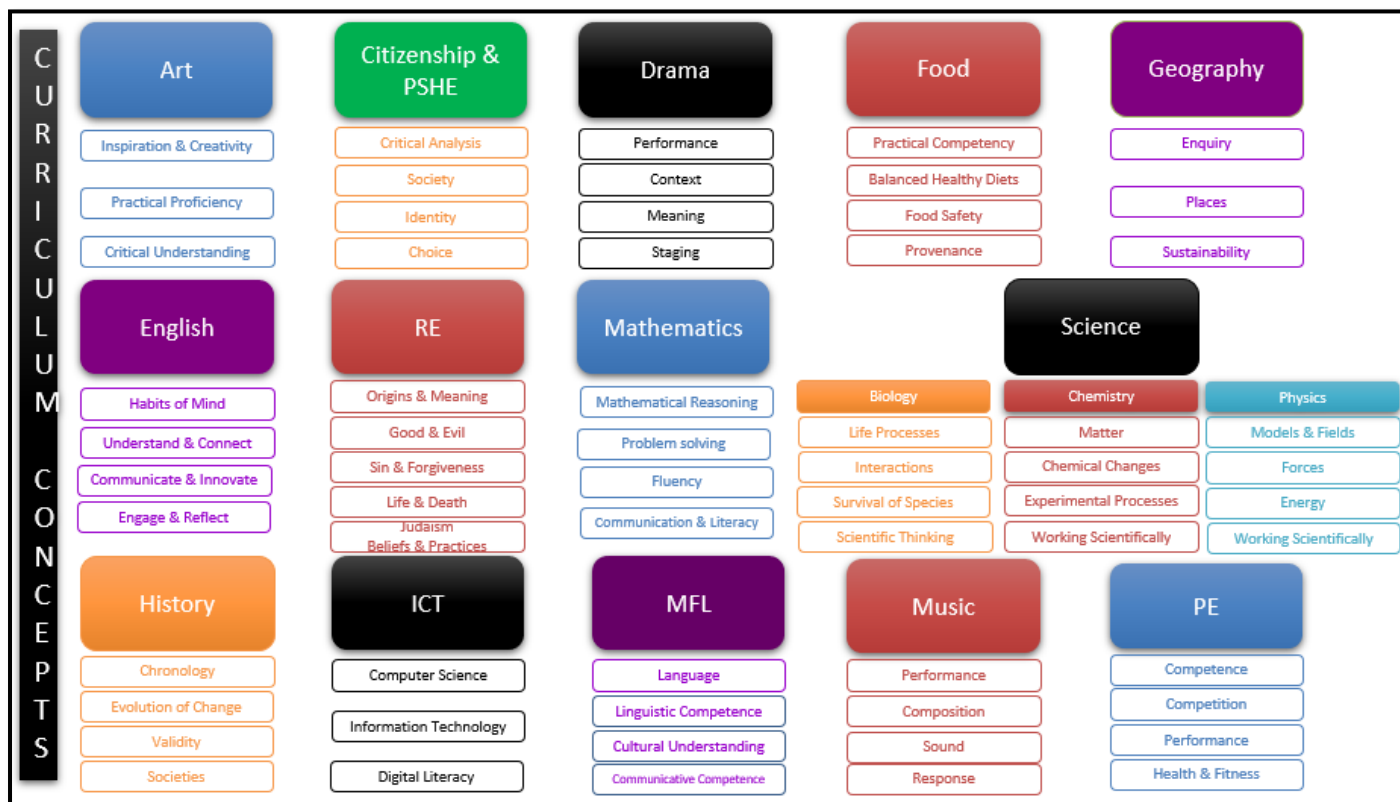 CURRICULUM CONCEPTS
Art
Inspiration & Creativity
Practical Proficiency
Critical Understanding
Citizenship &
PSHE
Critical Analysis
Society
Identity
Choice
Drama
Performance
Context
Meaning
Staging
Food
Practical Competency
Balanced Healthy Diets
Food Safety
Provenance
Geography
Enquiry
Places
Sustainability
English
Habits of Mind
Understand & Connect
Communicate & Innovate
Engage & Reflect
RE
Origins & Meaning
Good & Evil
Sin & Forgiveness
Life & Death
Judaism
Beliefs & Practices
Mathematics
Mathematical Reasoning
Problem solving
Fluency
Communication & Literacy
Science
Biology
Life Processes
Interactions
Survival of Species
Scientific Thinking
Chemistry
Matter
Chemical Changes
Experimental Processes
Working Scientifically
Physics
Models & Fields
Forces
Energy
Working Scientifically
History
Chronology
Evolution of Change
Validity
Societies
ICT
Computer Science
Information Technology
Digital Literacy
MFL
Language
Linguistic Competence
Cultural Understanding
Communicative Competence
Music
Performance
Composition
Sound
Response
PE
Competence
Competition
Performance
Health & Fitness